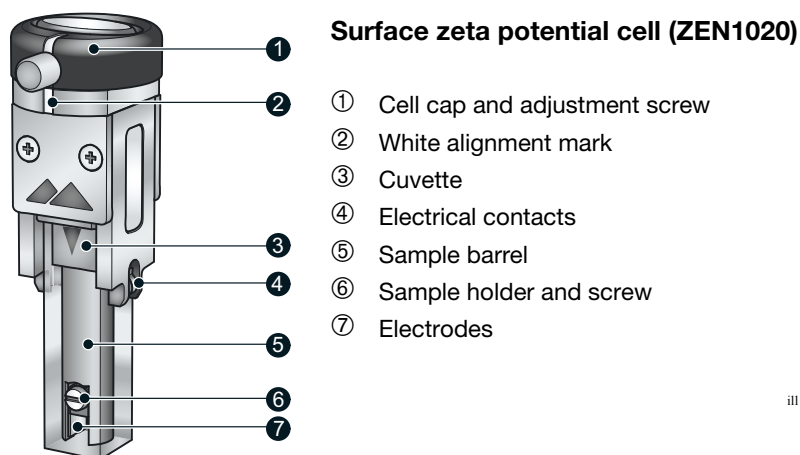 Surface zeta potential cell (ZEN1020)
① Cell cap and adjustment screw
② White alignment mark
③ Cuvette
④ Electrical contacts
⑤ Sample barrel
⑥ Sample holder and screw
⑦ Electrodes
1
2
3
4
5
6
7
ill